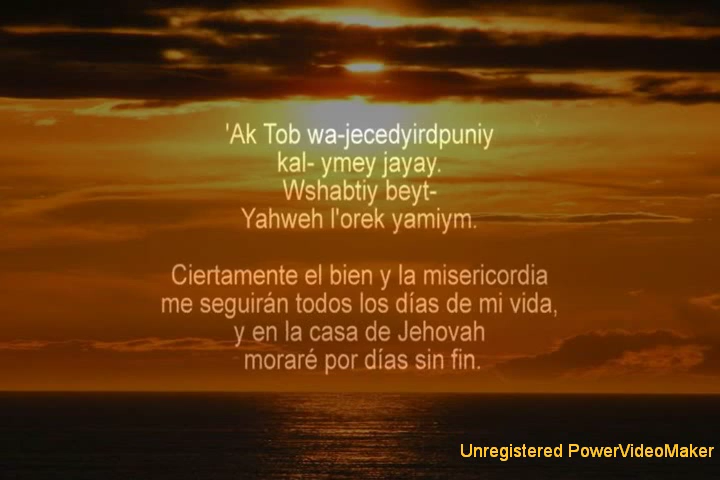 'Ak Tob wa-jecedyirdpuniy
kal- ymey jayay.
Wshabtiy beyt-
Yahweh l'orek yamiym.
Ciertamente el bien y la misericordia
me seguirán todos los días de mi vida,
y en la casa de Jehovah
moraré por días sin fin.
Unregistered PowerVideoMaker